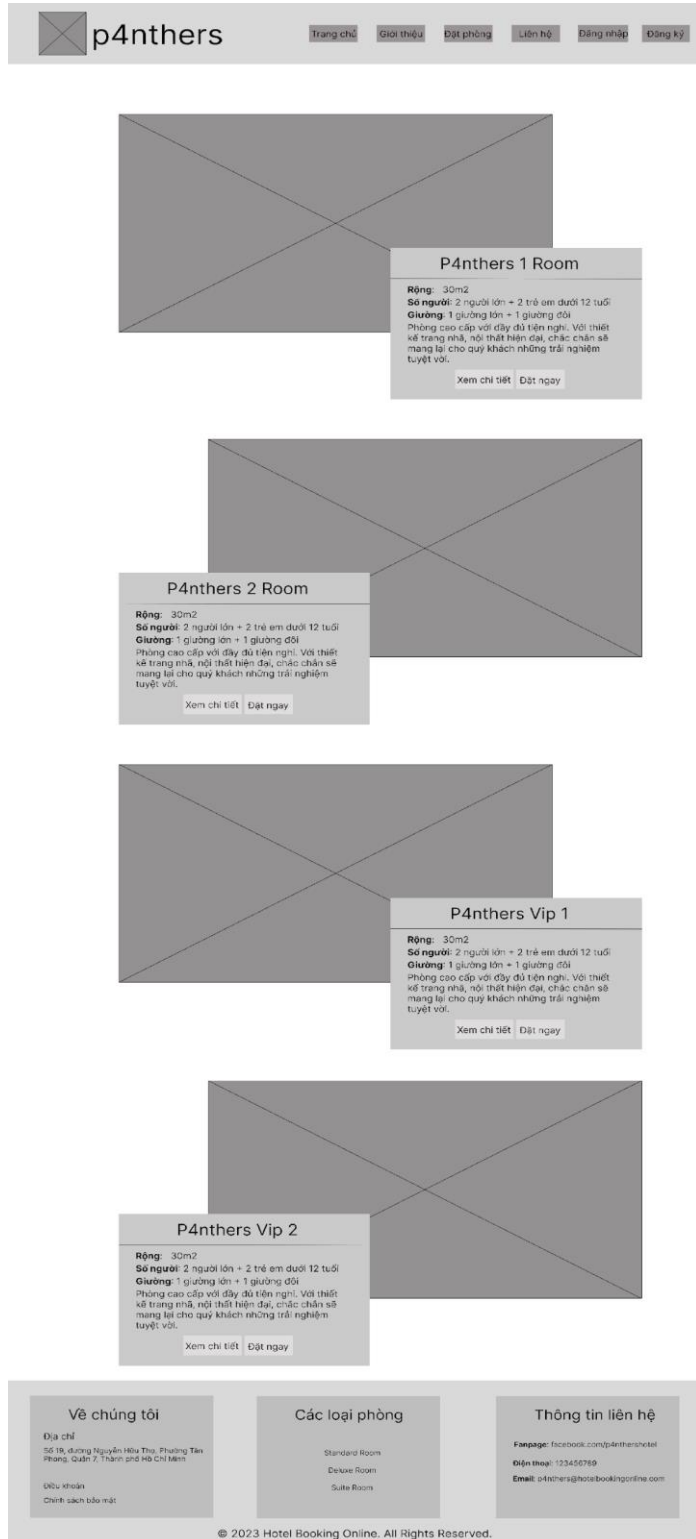 p4nthers
Trang chủ Giới thiệu Đặt phòng Liên hệ Đăng nhập Đăng ký
P4nthers 1 Room
Rộng: 30m2
Số người: 2 người lớn + 2 trẻ em dưới 12 tuổi
Giường: 1 giường lớn + 1 giường đôi
Phòng cao cấp với đầy đủ tiện nghi. Với thiết
kế trang nhã, nội thất hiện đại, chắc chắn sẽ
mang lại cho quý khách những trải nghiệm
tuyệt vời.
Xem chi tiết Đặt ngay
P4nthers 2 Room
Rộng: 30m2
Số người: 2 người lớn + 2 trẻ em dưới 12 tuổi
Giường: 1 giường lớn + 1 giường đôi
Phòng cao cấp với đầy đủ tiện nghi. Với thiết
kế trang nhã, nội thất hiện đại, chắc chắn sẽ
mang lại cho quý khách những trải nghiệm
tuyệt vời.
Xem chi tiết Đặt ngay
P4nthers Vip 1
Rộng: 30m2
Số người: 2 người lớn + 2 trẻ em dưới 12 tuổi
Giường: 1 giường lớn + 1 giường đôi
Phòng cao cấp với đầy đủ tiện nghi. Với thiết
kế trang nhã, nội thất hiện đại, chắc chắn sẽ
mang lại cho quý khách những trải nghiệm
tuyệt vời.
Xem chi tiết Đặt ngay
P4nthers Vip 2
Rộng: 30m2
Số người: 2 người lớn + 2 trẻ em dưới 12 tuổi
Giường: 1 giường lớn + 1 giường đôi
Phòng cao cấp với đầy đủ tiện nghi. Với thiết
kế trang nhã, nội thất hiện đại, chắc chắn sẽ
mang lại cho quý khách những trải nghiệm
tuyệt vời.
Xem chi tiết Đặt ngay
Về chúng tôi
Địa chỉ
Số 19, đường Nguyễn Hữu Thọ, Phường Tân
Phong, Quận 7, Thành phố Hồ Chí Minh
Điều khoản
Chính sách bảo mật
Các loại phòng
Standard Room
Deluxe Room
Suite Room
Thông tin liên hệ
Fanpage: facebook.com/p4nthershotel
Điện thoại: 123456789
Email: p4nthers@hotelbookingonline.com
© 2023 Hotel Booking Online. All Rights Reserved.